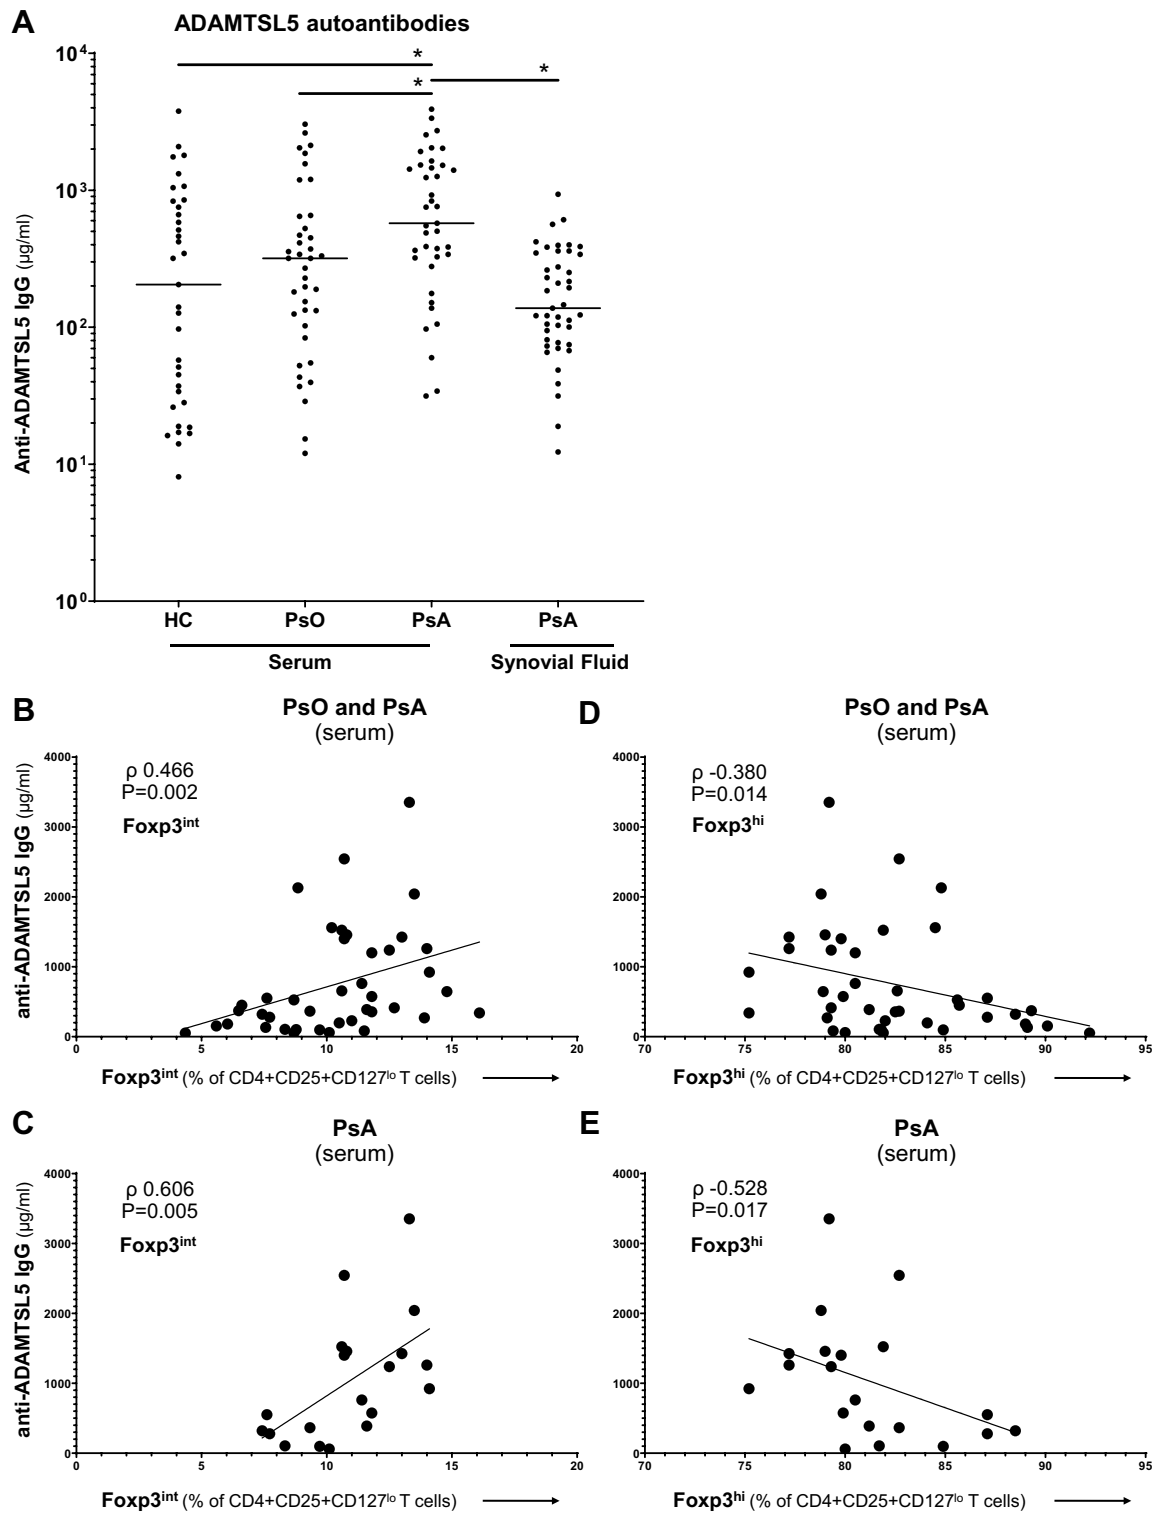 A
ADAMTSL5 autoantibodies
10⁴
10³
10²
10¹
10⁰
Anti-ADAMTSL5 IgG (µg/ml)
*
*
*
HC PsO PsA PsA
Serum Synovial Fluid
B
PsO and PsA
(serum)
ρ 0.466
P=0.002
Foxp3ⁱⁿᵗ
anti-ADAMTSL5 IgG (µg/ml)
4000
3000
2000
1000
0
0 5 10 15 20
Foxp3ⁱⁿᵗ (% of CD4+CD25+CD127ˡᵒ T cells)
D
PsO and PsA
(serum)
ρ -0.380
P=0.014
Foxp3ʰⁱ
4000
3000
2000
1000
0
70 75 80 85 90 95
Foxp3ʰⁱ (% of CD4+CD25+CD127ˡᵒ T cells)
C
PsA
(serum)
ρ 0.606
P=0.005
Foxp3ⁱⁿᵗ
anti-ADAMTSL5 IgG (µg/ml)
4000
3000
2000
1000
0
0 5 10 15 20
Foxp3ⁱⁿᵗ (% of CD4+CD25+CD127ˡᵒ T cells)
E
PsA
(serum)
ρ -0.528
P=0.017
Foxp3ʰⁱ
4000
3000
2000
1000
0
70 75 80 85 90 95
Foxp3ʰⁱ (% of CD4+CD25+CD127ˡᵒ T cells)